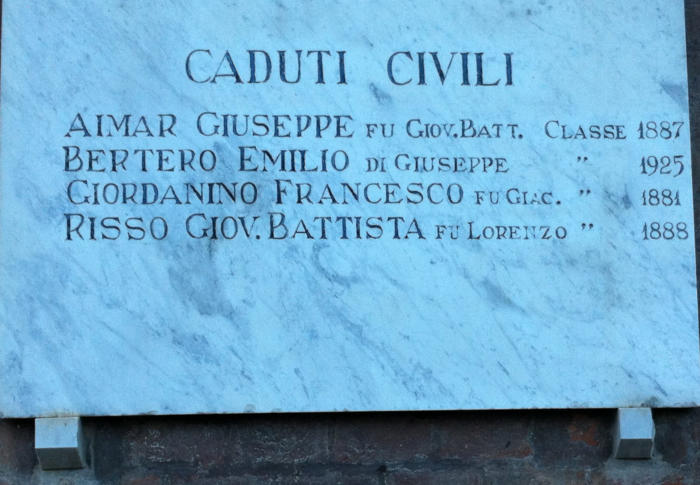 CADUTI CIVILI
AIMAR GIUSEPPE FU GIOV. BATT. CLASSE 1887
BERTERO EMILIO DI GIUSEPPE " 1925
GIORDANINO FRANCESCO FU GIAC. " 1881
RISSO GIOV. BATTISTA FU LORENZO " 1888